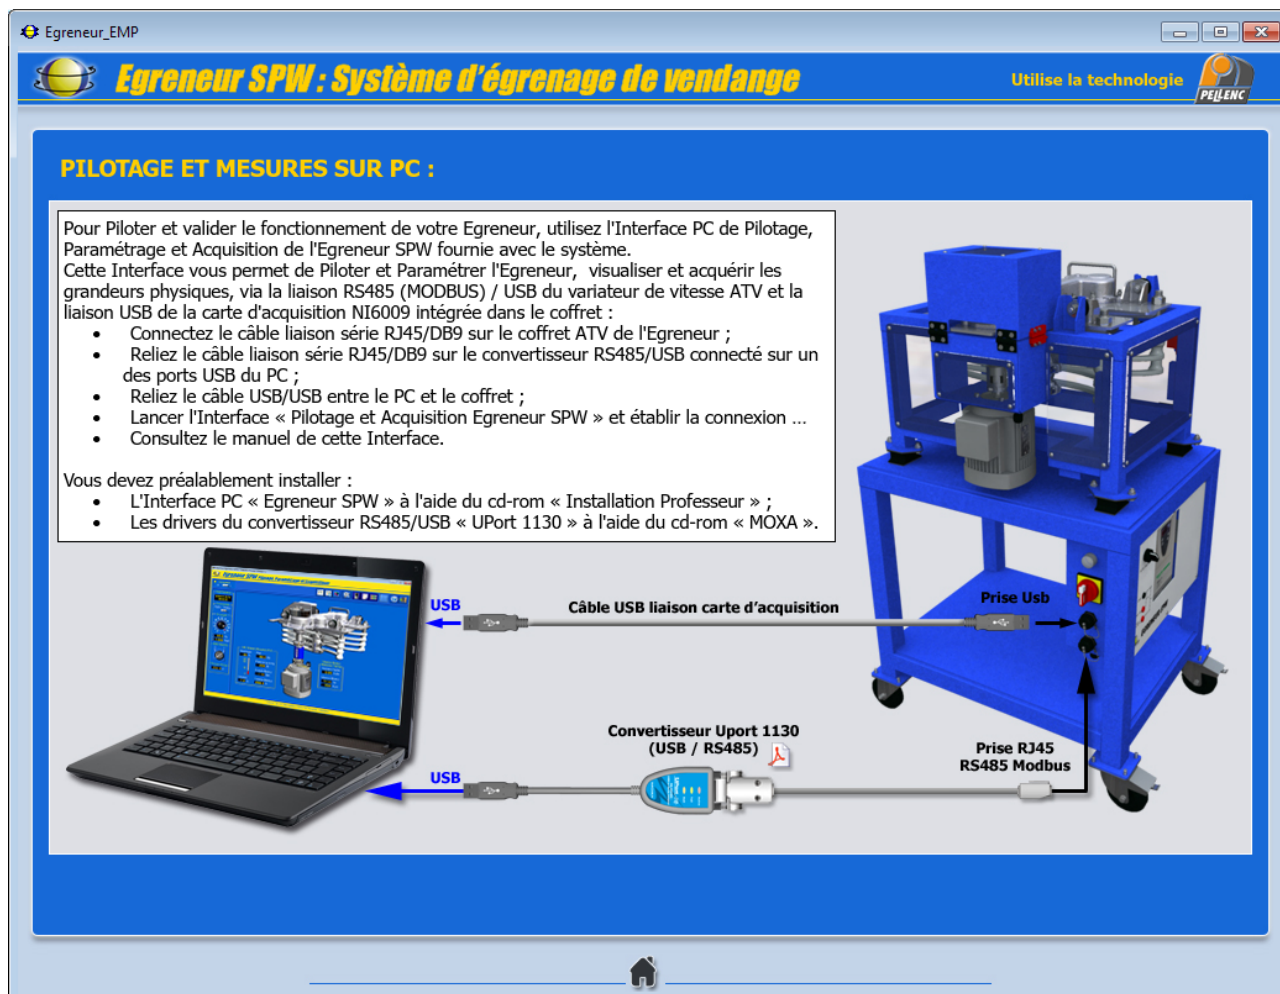 Egreneur_EMP
Egreneur SPW : Système d'égrenage de vendange
Utilise la technologie
PELLENC
PILOTAGE ET MESURES SUR PC :
Pour Piloter et valider le fonctionnement de votre Egreneur, utilisez l'Interface PC de Pilotage,
Paramétrage et Acquisition de l'Egreneur SPW fournie avec le système.
Cette Interface vous permet de Piloter et Paramétrer l'Egreneur, visualiser et acquérir les
grandeurs physiques, via la liaison RS485 (MODBUS) / USB du variateur de vitesse ATV et la
liaison USB de la carte d'acquisition NI6009 intégrée dans le coffret :
• Connectez le câble liaison série RJ45/DB9 sur le coffret ATV de l'Egreneur ;
• Reliez le câble liaison série RJ45/DB9 sur le convertisseur RS485/USB connecté sur un
des ports USB du PC ;
• Reliez le câble USB/USB entre le PC et le coffret ;
• Lancer l'Interface « Pilotage et Acquisition Egreneur SPW » et établir la connexion ...
• Consultez le manuel de cette Interface.
Vous devez préalablement installer :
• L'Interface PC « Egreneur SPW » à l'aide du cd-rom « Installation Professeur » ;
• Les drivers du convertisseur RS485/USB « UPort 1130 » à l'aide du cd-rom « MOXA ».
USB
Câble USB liaison carte d'acquisition
Prise Usb
Convertisseur Uport 1130
(USB / RS485)
Prise RJ45
RS485 Modbus
USB